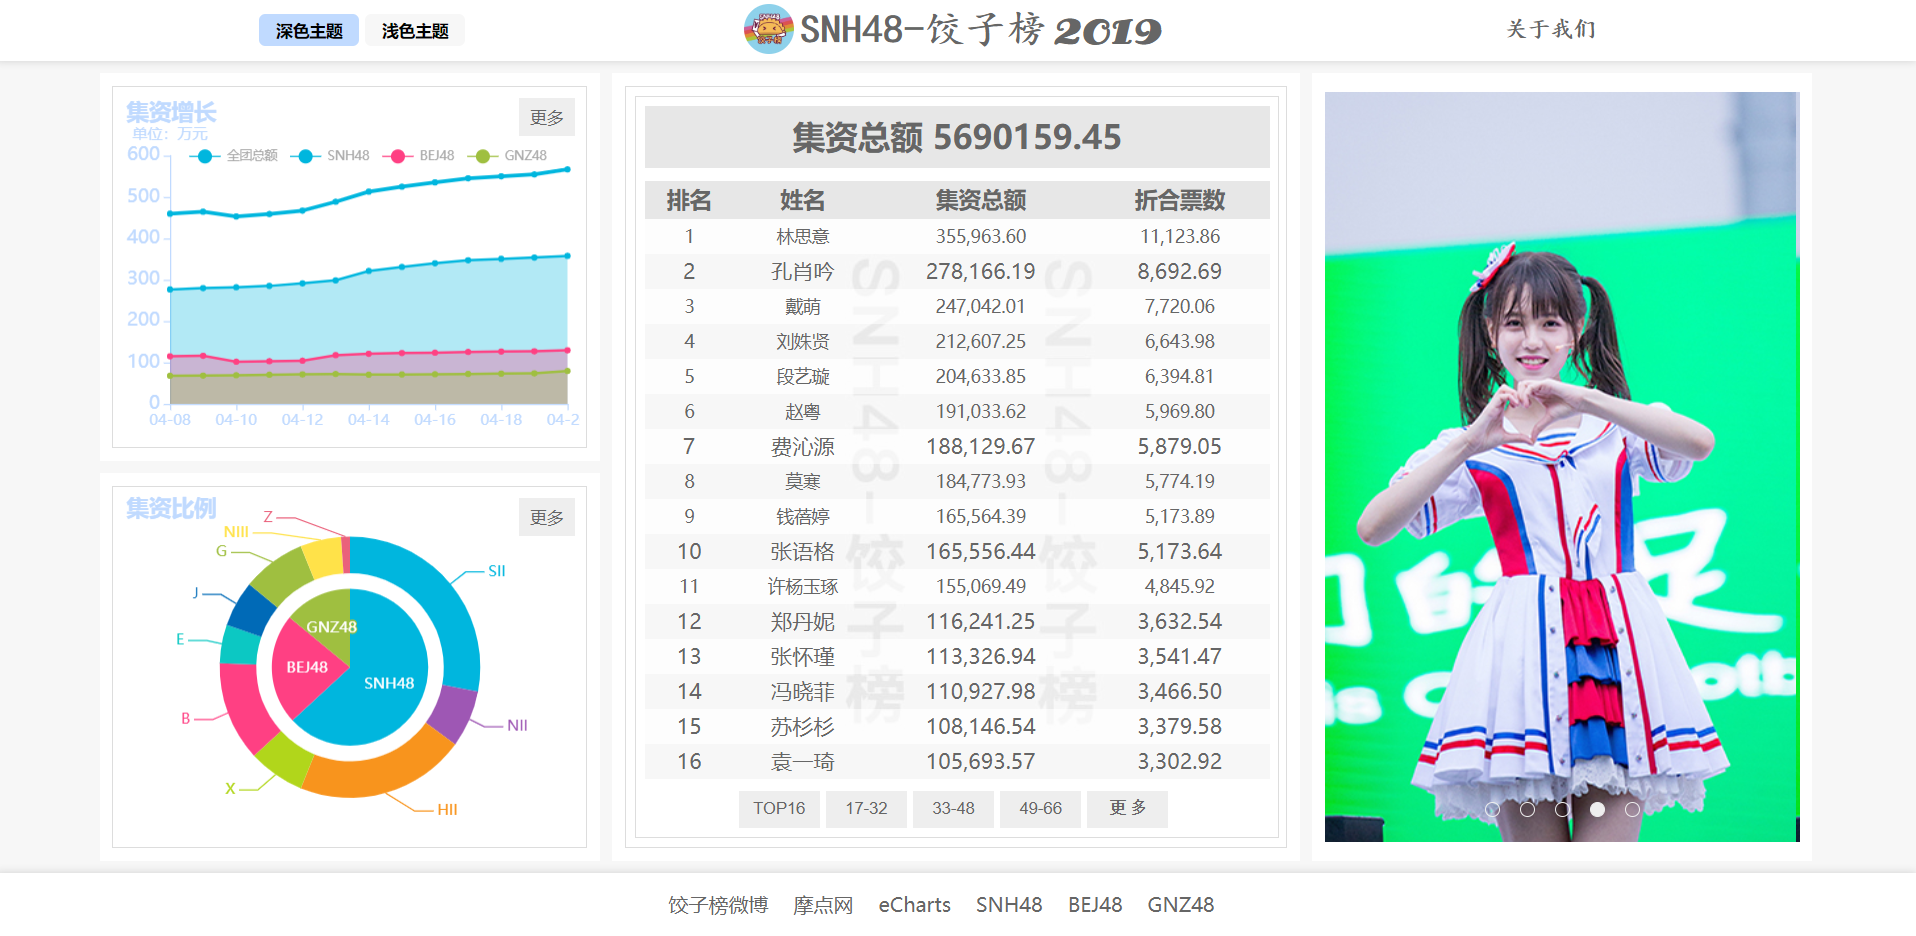 深色主题 浅色主题
SNH48-饺子榜 2019
关于我们
集资增长
更多
单位：万元
全团总额 SNH48 BEJ48 GNZ48
600
500
400
300
200
100
0
04-08 04-10 04-12 04-14 04-16 04-18 04-2
集资比例
更多
Z
NIII
G
J
E
B
X
SII
NII
HII
GNZ48
BEJ48
SNH48
集资总额 5690159.45
排名 姓名 集资总额 折合票数
1 林思意 355,963.60 11,123.86
2 孔肖吟 278,166.19 8,692.69
3 戴萌 247,042.01 7,720.06
4 刘姝贤 212,607.25 6,643.98
5 段艺璇 204,633.85 6,394.81
6 赵粤 191,033.62 5,969.80
7 费沁源 188,129.67 5,879.05
8 莫寒 184,773.93 5,774.19
9 钱蓓婷 165,564.39 5,173.89
10 张语格 165,556.44 5,173.64
11 许杨玉琢 155,069.49 4,845.92
12 郑丹妮 116,241.25 3,632.54
13 张怀瑾 113,326.94 3,541.47
14 冯晓菲 110,927.98 3,466.50
15 苏杉杉 108,146.54 3,379.58
16 袁一琦 105,693.57 3,302.92
SNH48-饺子榜
SNH48-饺子榜
TOP16 17-32 33-48 49-66 更多
饺子榜微博 摩点网 eCharts SNH48 BEJ48 GNZ48